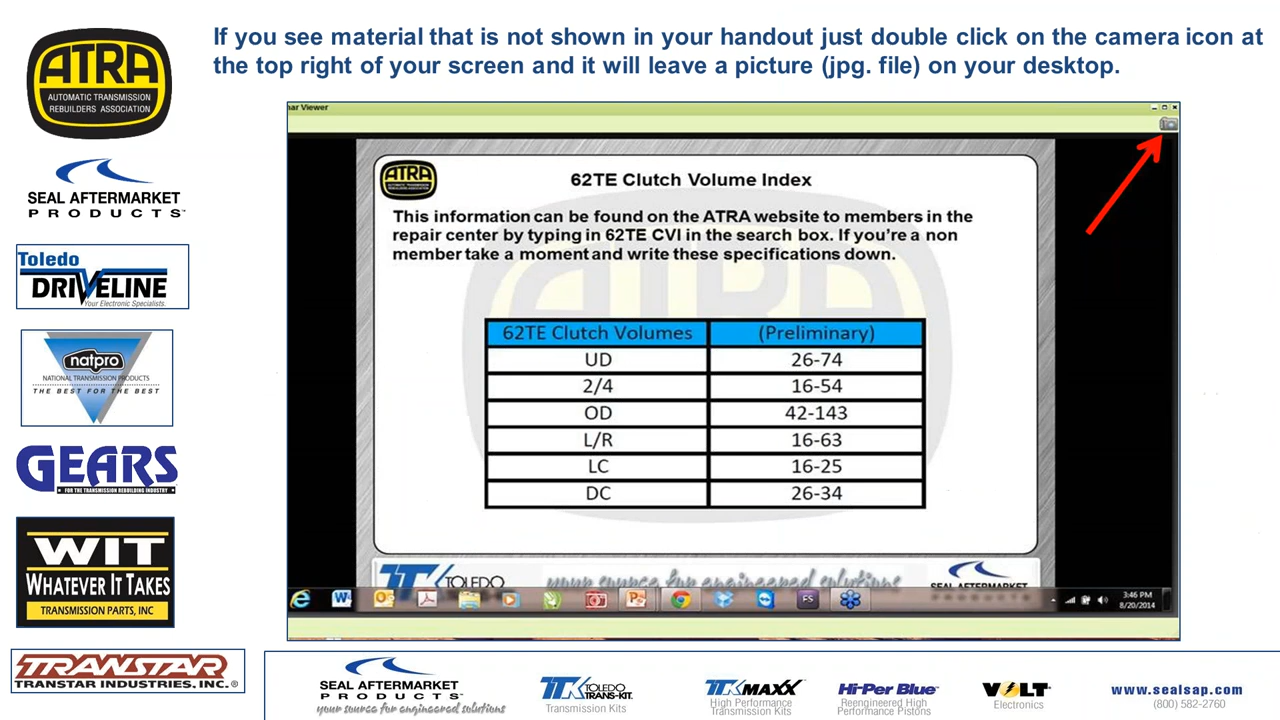 If you see material that is not shown in your handout just double click on the camera icon at
the top right of your screen and it will leave a picture (jpg. file) on your desktop.
ATRA
AUTOMATIC TRANSMISSION
REBUILDERS ASSOCIATION
SEAL AFTERMARKET
PRODUCTS™
Toledo
DRIVELINE
Your Electronic Specialists.
natpro
NATIONAL TRANSMISSION PRODUCTS
THE BEST FOR THE BEST
GEARS
FOR THE TRANSMISSION REBUILDING INDUSTRY
WIT
WHATEVER IT TAKES
TRANSMISSION PARTS, INC
TRANSTAR
TRANSTAR INDUSTRIES, INC.®
nar Viewer
ATRA
62TE Clutch Volume Index
This information can be found on the ATRA website to members in the
repair center by typing in 62TE CVI in the search box. If you're a non
member take a moment and write these specifications down.
62TE Clutch Volumes (Preliminary)
UD 26-74
2/4 16-54
OD 42-143
L/R 16-63
LC 16-25
DC 26-34
TOLEDO
your source for engineered solutions
SEAL AFTERMARKET
FS
3:46 PM
8/20/2014
SEAL AFTERMARKET
PRODUCTS™
your source for engineered solutions
TTK TOLEDO TRANS-KIT
Transmission Kits
TTK MAXX
High Performance
Transmission Kits
Hi-Per Blue™
Reengineered High
Performance Pistons
VOLT
Electronics
www.sealsap.com
(800) 582-2760